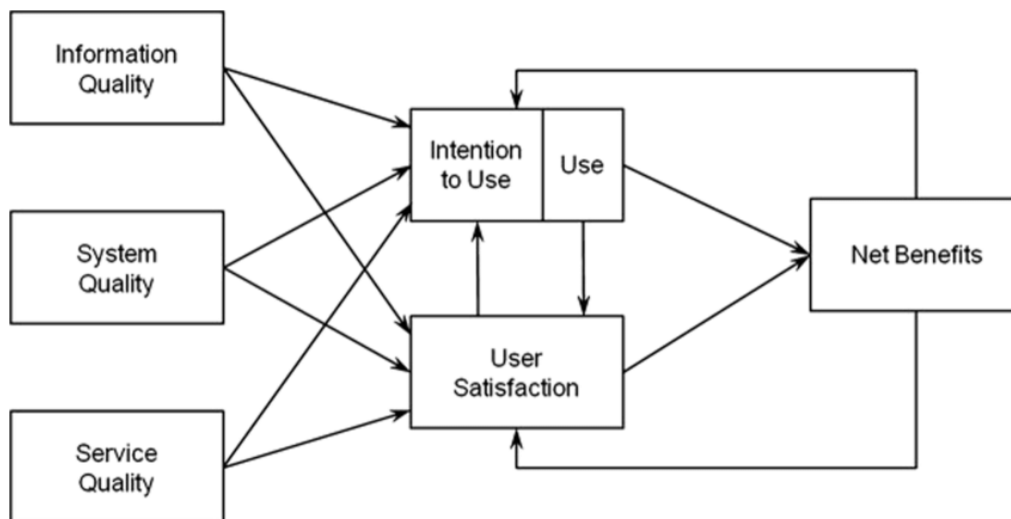 Information
Quality
Intention
to Use
Use
System
Quality
Net Benefits
User
Satisfaction
Service
Quality